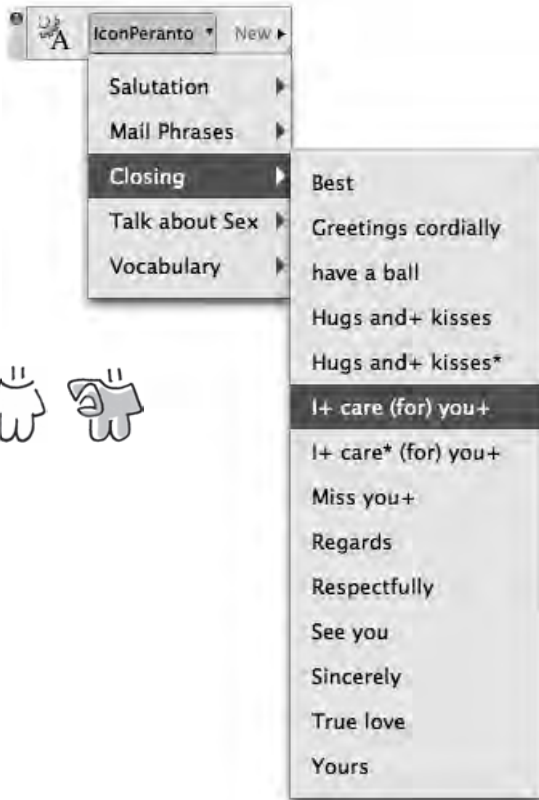 A
IconPeranto
New
Salutation
Mail Phrases
Closing
Talk about Sex
Vocabulary
Best
Greetings cordially
have a ball
Hugs and+ kisses
Hugs and+ kisses*
I+ care (for) you+
I+ care* (for) you+
Miss you+
Regards
Respectfully
See you
Sincerely
True love
Yours